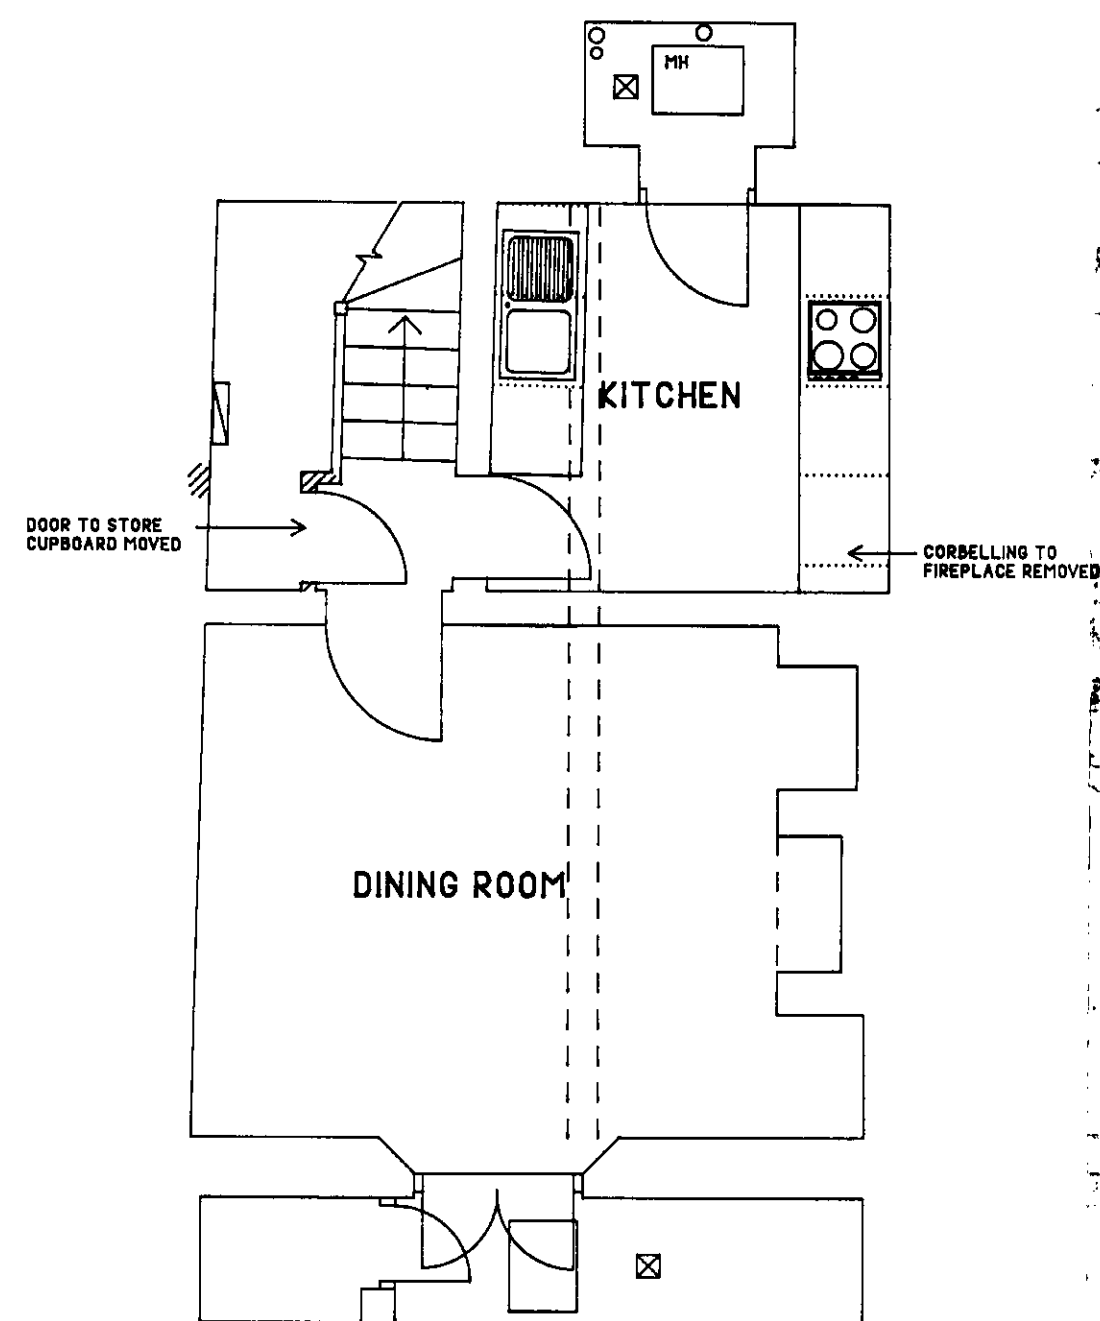 MH
KITCHEN
DOOR TO STORE
CUPBOARD MOVED
CORBELLING TO
FIREPLACE REMOVED
DINING ROOM